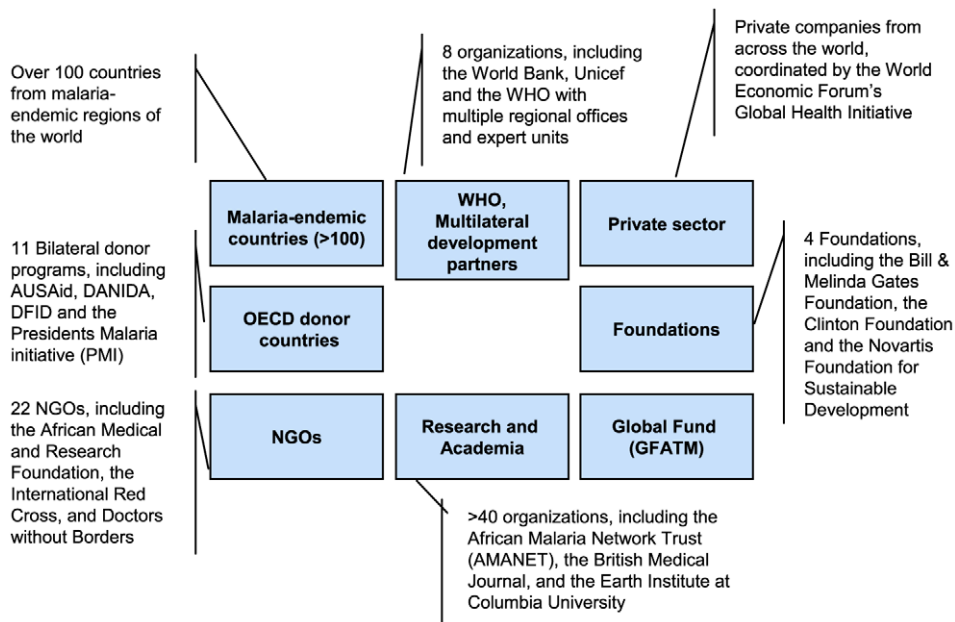 Over 100 countries
from malaria-
endemic regions of
the world
8 organizations, including
the World Bank, Unicef
and the WHO with
multiple regional offices
and expert units
Private companies from
across the world,
coordinated by the World
Economic Forum's
Global Health Initiative
Malaria-endemic
countries (>100)
WHO,
Multilateral
development
partners
Private sector
11 Bilateral donor
programs, including
AUSAid, DANIDA,
DFID and the
Presidents Malaria
initiative (PMI)
OECD donor
countries
Foundations
4 Foundations,
including the Bill &
Melinda Gates
Foundation, the
Clinton Foundation
and the Novartis
Foundation for
Sustainable
Development
22 NGOs, including
the African Medical
and Research
Foundation, the
International Red
Cross, and Doctors
without Borders
NGOs
Research and
Academia
Global Fund
(GFATM)
>40 organizations, including the
African Malaria Network Trust
(AMANET), the British Medical
Journal, and the Earth Institute at
Columbia University